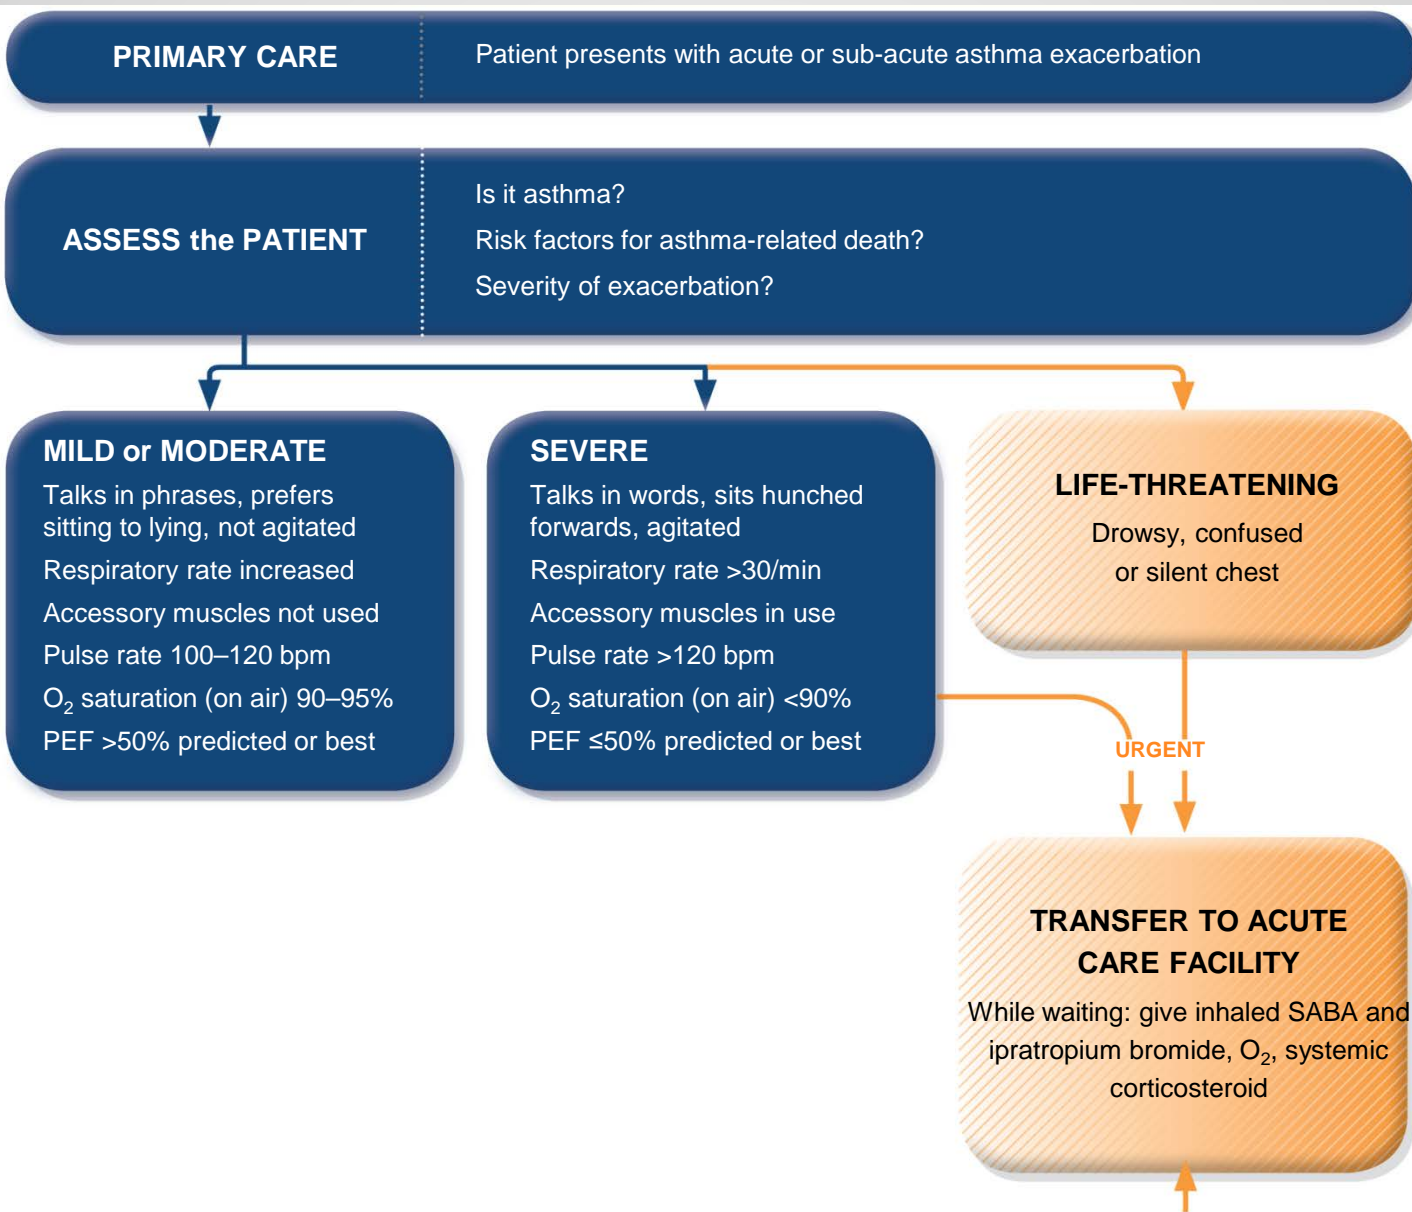 PRIMARY CARE
Patient presents with acute or sub-acute asthma exacerbation
ASSESS the PATIENT
Is it asthma?
Risk factors for asthma-related death?
Severity of exacerbation?
MILD or MODERATE
Talks in phrases, prefers
sitting to lying, not agitated
Respiratory rate increased
Accessory muscles not used
Pulse rate 100–120 bpm
O₂ saturation (on air) 90–95%
PEF >50% predicted or best
SEVERE
Talks in words, sits hunched
forwards, agitated
Respiratory rate >30/min
Accessory muscles in use
Pulse rate >120 bpm
O₂ saturation (on air) <90%
PEF ≤50% predicted or best
LIFE-THREATENING
Drowsy, confused
or silent chest
URGENT
TRANSFER TO ACUTE
CARE FACILITY
While waiting: give inhaled SABA and
ipratropium bromide, O₂, systemic
corticosteroid